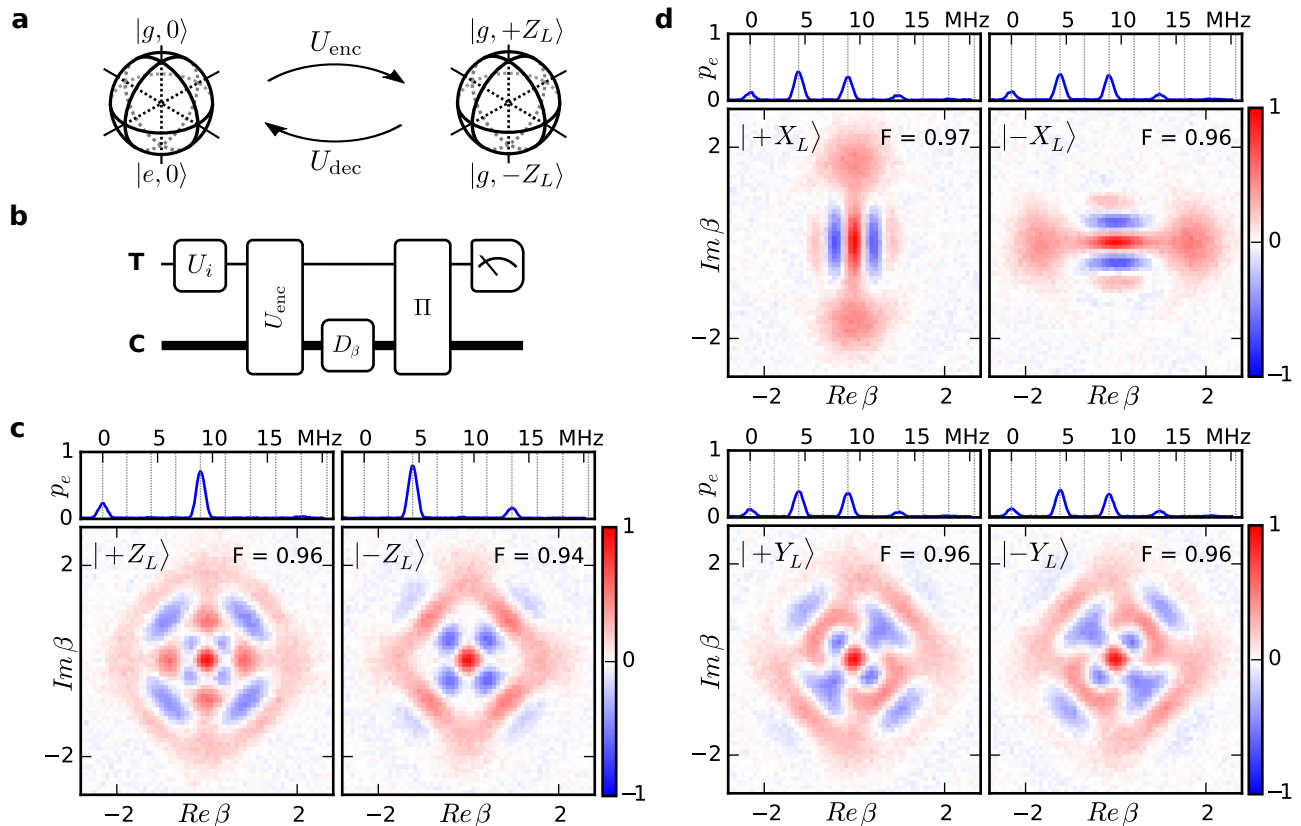 a
|g, 0⟩
|e, 0⟩
U_enc
U_dec
|g, +Z_L⟩
|g, −Z_L⟩
b
T
C
U_i
U_enc
D_β
Π
c
0 5 10 15 MHz
0 5 10 15 MHz
p_e
1
0
|+Z_L⟩ F = 0.96
|−Z_L⟩ F = 0.94
Im β
2
−2
−2 2
Re β
−2 2
Re β
1
0
−1
d
0 5 10 15 MHz
0 5 10 15 MHz
p_e
1
0
|+X_L⟩ F = 0.97
|−X_L⟩ F = 0.96
Im β
2
−2
−2 2
Re β
−2 2
Re β
1
0
−1
0 5 10 15 MHz
0 5 10 15 MHz
p_e
1
0
|+Y_L⟩ F = 0.96
|−Y_L⟩ F = 0.96
Im β
2
−2
−2 2
Re β
−2 2
Re β
1
0
−1